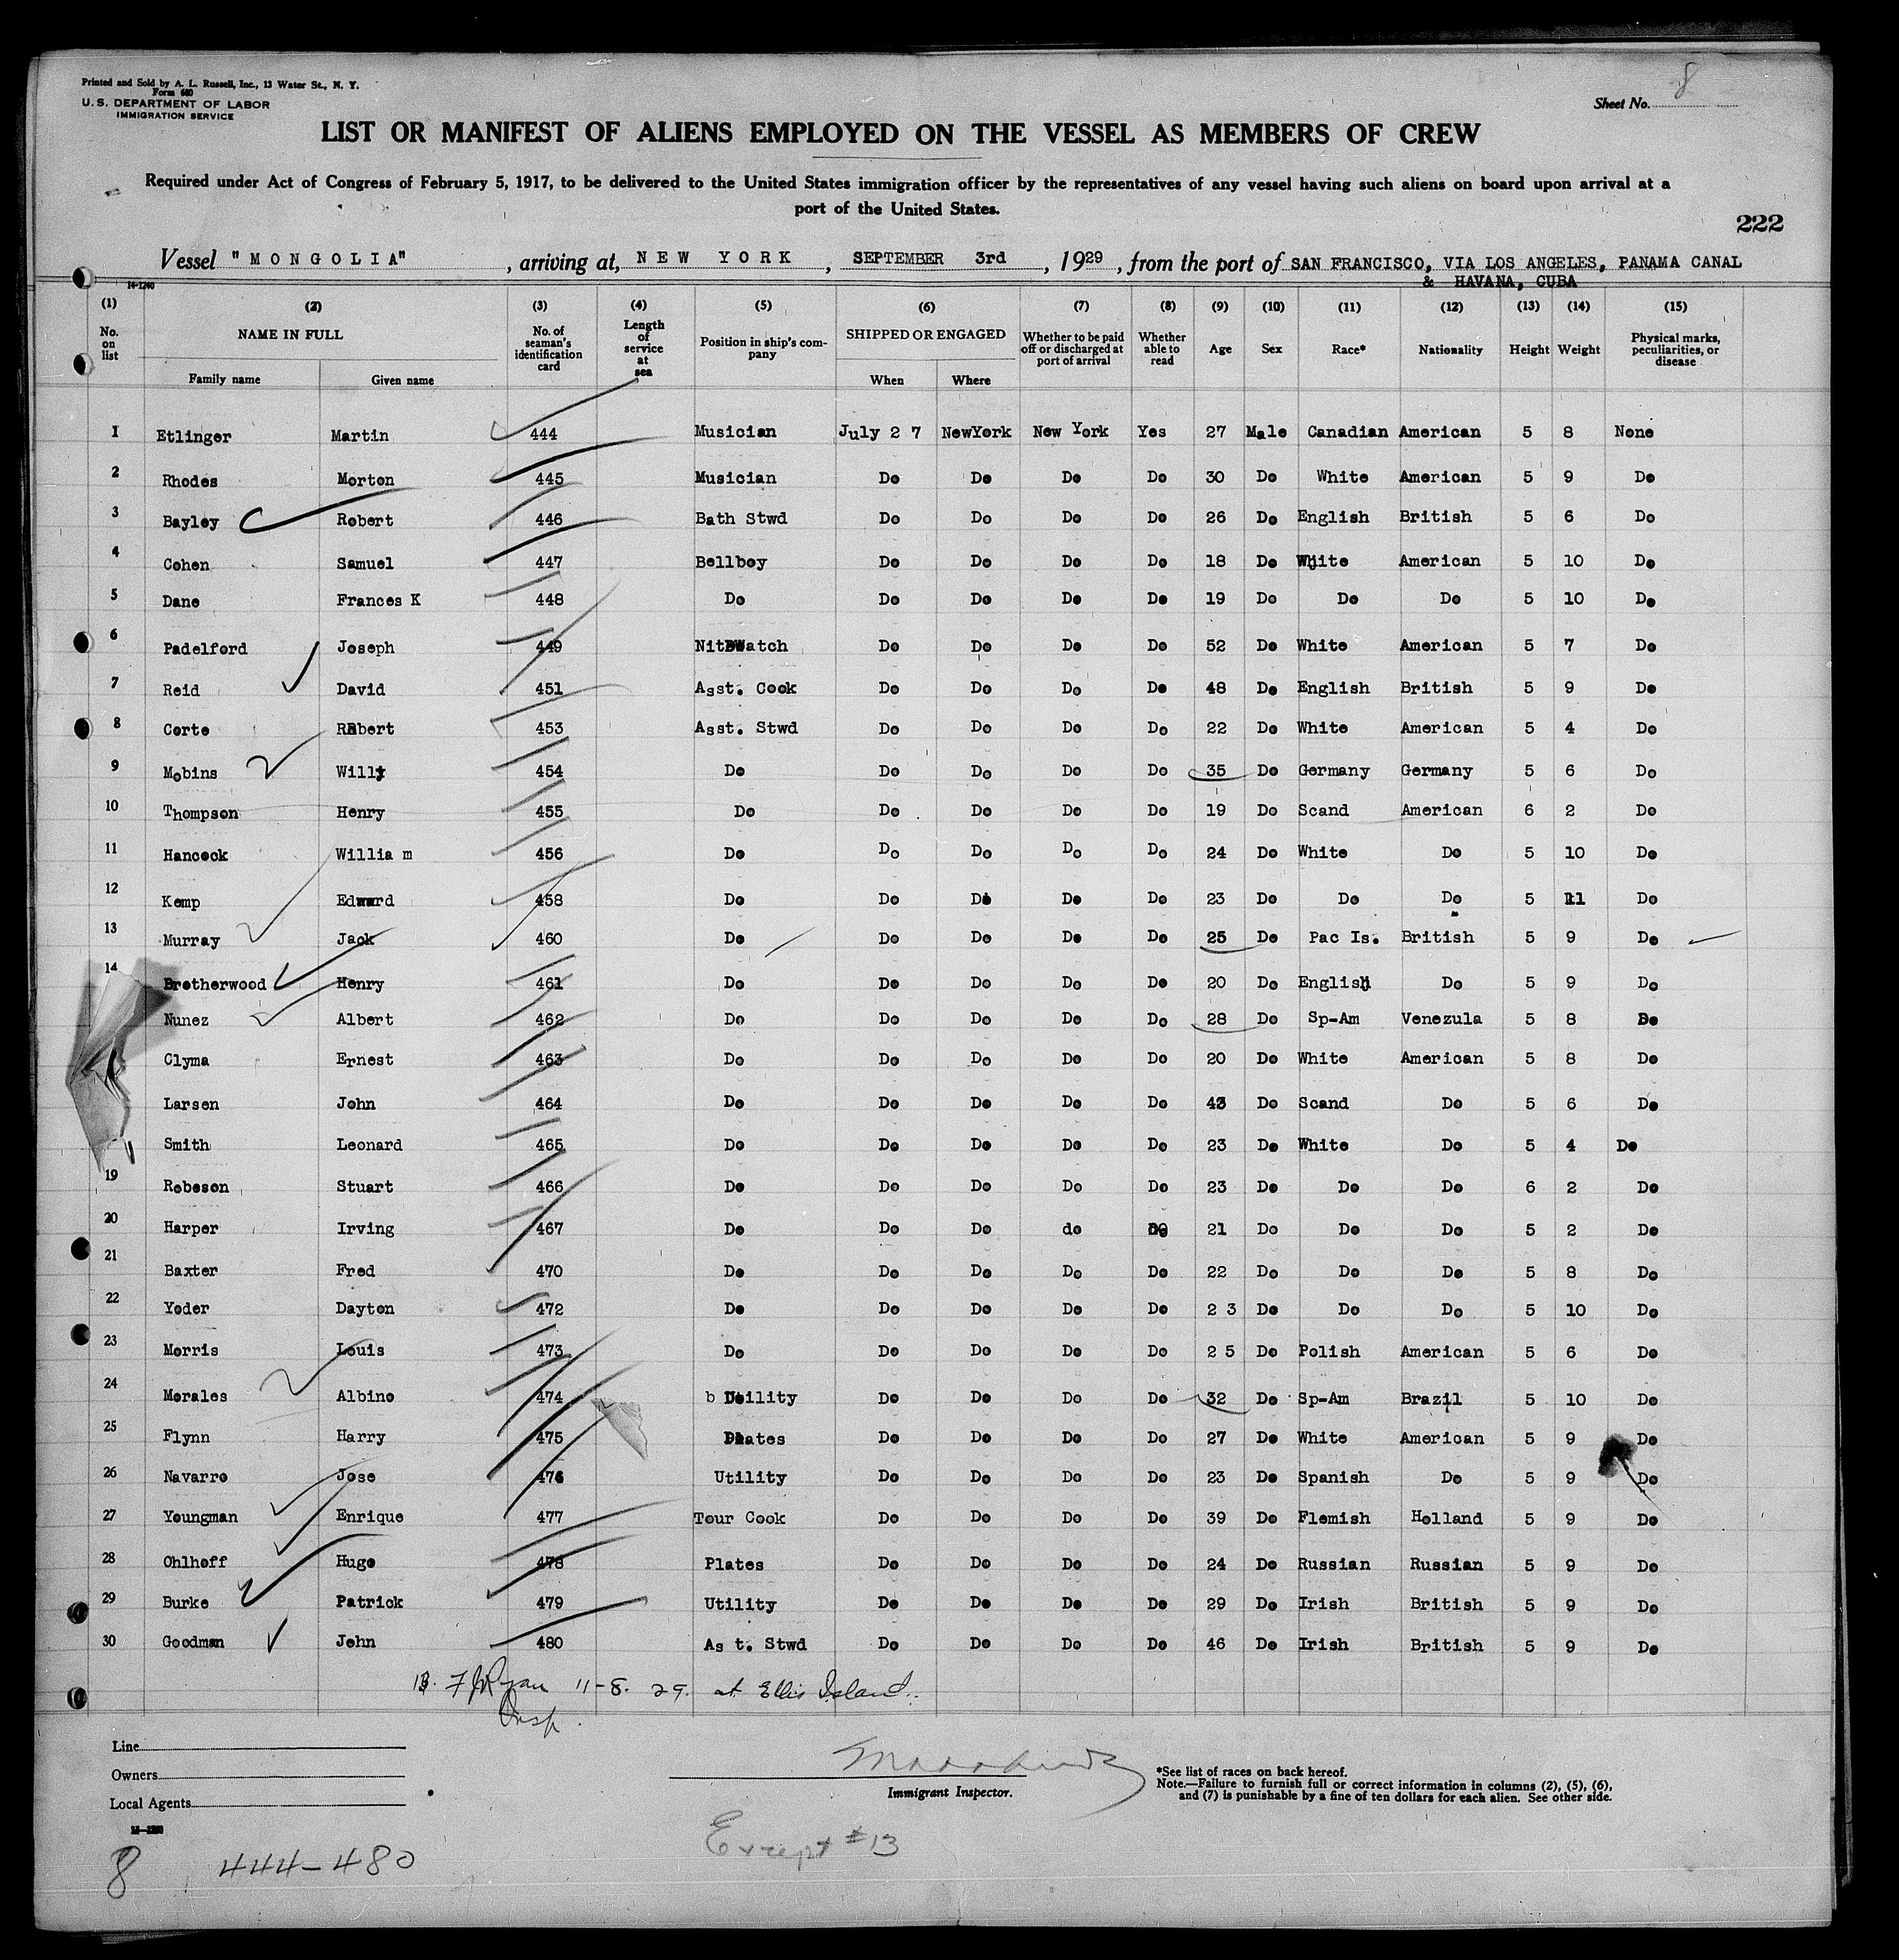 Printed and Sold by A. L. Russell, Inc., 13 Water St., N. Y.
Form 680
U.S. DEPARTMENT OF LABOR
IMMIGRATION SERVICE
Sheet No. 8
LIST OR MANIFEST OF ALIENS EMPLOYED ON THE VESSEL AS MEMBERS OF CREW
Required under Act of Congress of February 5, 1917, to be delivered to the United States immigration officer by the representatives of any vessel having such aliens on board upon arrival at a
port of the United States.
222
Vessel "MONGOLIA", arriving at, NEW YORK, SEPTEMBER 3rd, 1929, from the port of SAN FRANCISCO, VIA LOS ANGELES, PANAMA CANAL
& HAVANA, CUBA
14-1240
(1) (2) (3) (4) (5) (6) (7) (8) (9) (10) (11) (12) (13) (14) (15)
No. on list NAME IN FULL No. of seaman's identification card Length of service at sea Position in ship's company SHIPPED OR ENGAGED Whether to be paid off or discharged at port of arrival Whether able to read Age Sex Race* Nationality Height Weight Physical marks, peculiarities, or disease
Family name Given name When Where
1 Etlinger Martin 444 Musician July 2 7 NewYork New York Yes 27 Male Canadian American 5 8 None
2 Rhodes Morton 445 Musician Do Do Do Do 30 Do White American 5 9 Do
3 Bayley Robert 446 Bath Stwd Do Do Do Do 26 Do English British 5 6 Do
4 Cohen Samuel 447 Bellboy Do Do Do Do 18 Do White American 5 10 Do
5 Dane Frances K 448 Do Do Do Do Do 19 Do Do Do 5 10 Do
6 Padelford Joseph 449 NiteWatch Do Do Do Do 52 Do White American 5 7 Do
7 Reid David 451 Asst. Cook Do Do Do Do 48 Do English British 5 9 Do
8 Corte Robert 453 Asst. Stwd Do Do Do Do 22 Do White American 5 4 Do
9 Mobins Willy 454 Do Do Do Do Do 35 Do Germany Germany 5 6 Do
10 Thompson Henry 455 Do Do Do Do Do 19 Do Scand American 6 2 Do
11 Hancock Willia m 456 Do Do Do Do Do 24 Do White Do 5 10 Do
12 Kemp Edward 458 Do Do Do Do Do 23 Do Do Do 5 11 Do
13 Murray Jack 460 Do Do Do Do Do 25 Do Pac Is. British 5 9 Do
14 Brotherwood Henry 461 Do Do Do Do Do 20 Do English Do 5 9 Do
Nunez Albert 462 Do Do Do Do Do 28 Do Sp-Am Venezula 5 8 Do
Clyma Ernest 463 Do Do Do Do Do 20 Do White American 5 8 Do
Larsen John 464 Do Do Do Do Do 43 Do Scand Do 5 6 Do
Smith Leonard 465 Do Do Do Do Do 23 Do White Do 5 4 Do
19 Robeson Stuart 466 Do Do Do Do Do 23 Do Do Do 6 2 Do
20 Harper Irving 467 Do Do Do do do 21 Do Do Do 5 2 Do
21 Baxter Fred 470 Do Do Do Do Do 22 Do Do Do 5 8 Do
22 Yoder Dayton 472 Do Do Do Do Do 2 3 Do Do Do 5 10 Do
23 Morris Louis 473 Do Do Do Do Do 2 5 Do Polish American 5 6 Do
24 Morales Albino 474 b Utility Do Do Do Do 32 Do Sp-Am Brazil 5 10 Do
25 Flynn Harry 475 Plates Do Do Do Do 27 Do White American 5 9 Do
26 Navarro Jose 476 Utility Do Do Do Do 23 Do Spanish Do 5 9 Do
27 Youngman Enrique 477 Tour Cook Do Do Do Do 39 Do Flemish Holland 5 9 Do
28 Ohlhoff Hugo 478 Plates Do Do Do Do 24 Do Russian Russian 5 9 Do
29 Burke Patrick 479 Utility Do Do Do Do 29 Do Irish British 5 9 Do
30 Goodman John 480 As t. Stwd Do Do Do Do 46 Do Irish British 5 9 Do
13. F J Ryan 11-8. 29. at Ellis Island.
Insp.
Line
Owners
Local Agents
Immigrant Inspector.
*See list of races on back hereof.
Note.—Failure to furnish full or correct information in columns (2), (5), (6),
and (7) is punishable by a fine of ten dollars for each alien. See other side.
Except #13
8 444-480